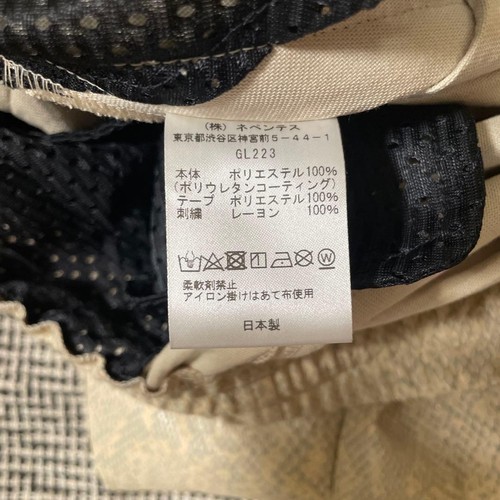 (株) ネペンテス
東京都渋谷区神宮前5-44-1
GL223
本体 ポリエステル100%
(ポリウレタンコーティング)
テープ ポリエステル100%
刺繍 レーヨン 100%
柔軟剤禁止
アイロン掛けはあて布使用
日本製